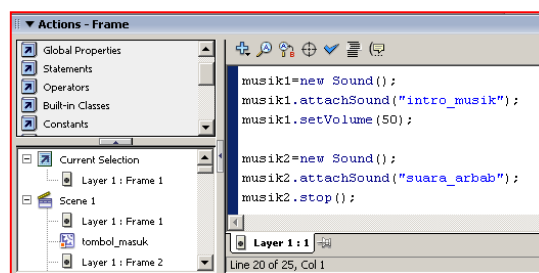 Actions - Frame
Global Properties
Statements
Operators
Built-in Classes
Constants
Current Selection
Layer 1 : Frame 1
Scene 1
Layer 1 : Frame 1
tombol_masuk
Layer 1 : Frame 2
musik1=new Sound();
musik1.attachSound("intro_musik");
musik1.setVolume(50);
musik2=new Sound();
musik2.attachSound("suara_arbab");
musik2.stop();
Layer 1 : 1
Line 20 of 25, Col 1